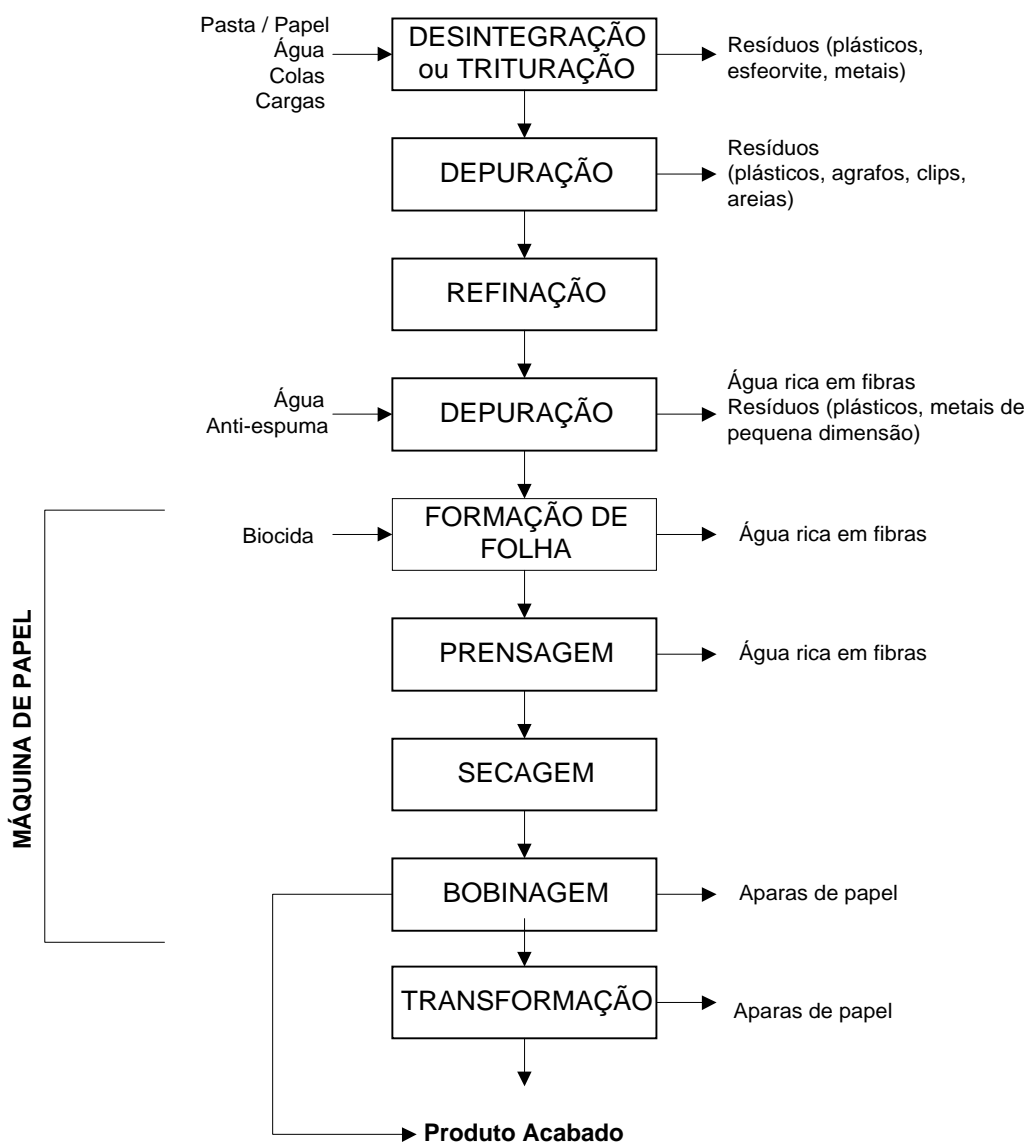 Pasta / Papel
Água
Colas
Cargas
DESINTEGRAÇÃO
ou TRITURAÇÃO
Resíduos (plásticos,
esfeorvite, metais)
DEPURAÇÃO
Resíduos
(plásticos, agrafos, clips,
areias)
REFINAÇÃO
Água
Anti-espuma
DEPURAÇÃO
Água rica em fibras
Resíduos (plásticos, metais de
pequena dimensão)
MÁQUINA DE PAPEL
Biocida
FORMAÇÃO DE
FOLHA
Água rica em fibras
PRENSAGEM
Água rica em fibras
SECAGEM
BOBINAGEM
Aparas de papel
TRANSFORMAÇÃO
Aparas de papel
Produto Acabado